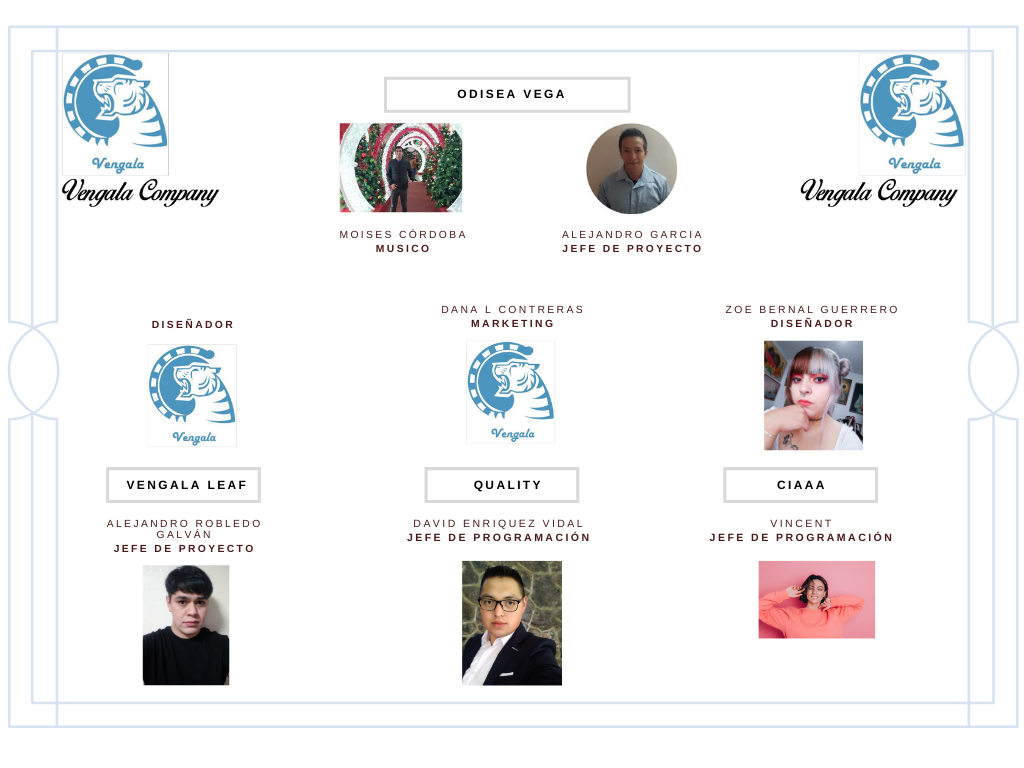 Vengala
Vengala Company
ODISEA VEGA
Vengala
Vengala Company
MOISES CÓRDOBA
MUSICO
ALEJANDRO GARCIA
JEFE DE PROYECTO
DISEÑADOR
Vengala
DANA L CONTRERAS
MARKETING
Vengala
ZOE BERNAL GUERRERO
DISEÑADOR
VENGALA LEAF
QUALITY
CIAAA
ALEJANDRO ROBLEDO
GALVÁN
JEFE DE PROYECTO
DAVID ENRIQUEZ VIDAL
JEFE DE PROGRAMACIÓN
VINCENT
JEFE DE PROGRAMACIÓN